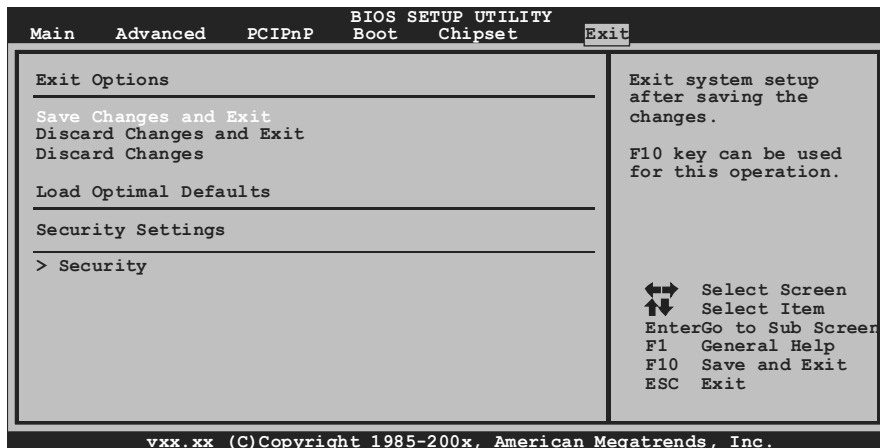 BIOS SETUP UTILITY
Main Advanced PCIPnP Boot Chipset Exit
Exit Options
Save Changes and Exit
Discard Changes and Exit
Discard Changes
Load Optimal Defaults
Security Settings
> Security
Exit system setup
after saving the
changes.
F10 key can be used
for this operation.
Select Screen
Select Item
EnterGo to Sub Screen
F1 General Help
F10 Save and Exit
ESC Exit
vxx.xx (C)Copyright 1985-200x, American Megatrends, Inc.